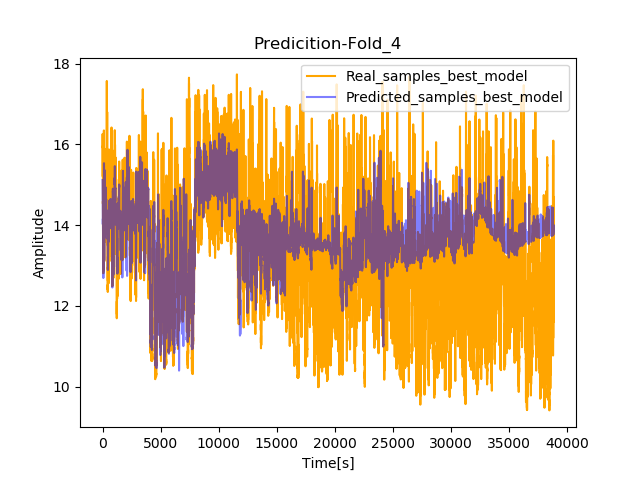 Predicition-Fold_4
Real_samples_best_model
Predicted_samples_best_model
18
16
14
12
10
Amplitude
0 5000 10000 15000 20000 25000 30000 35000 40000
Time[s]